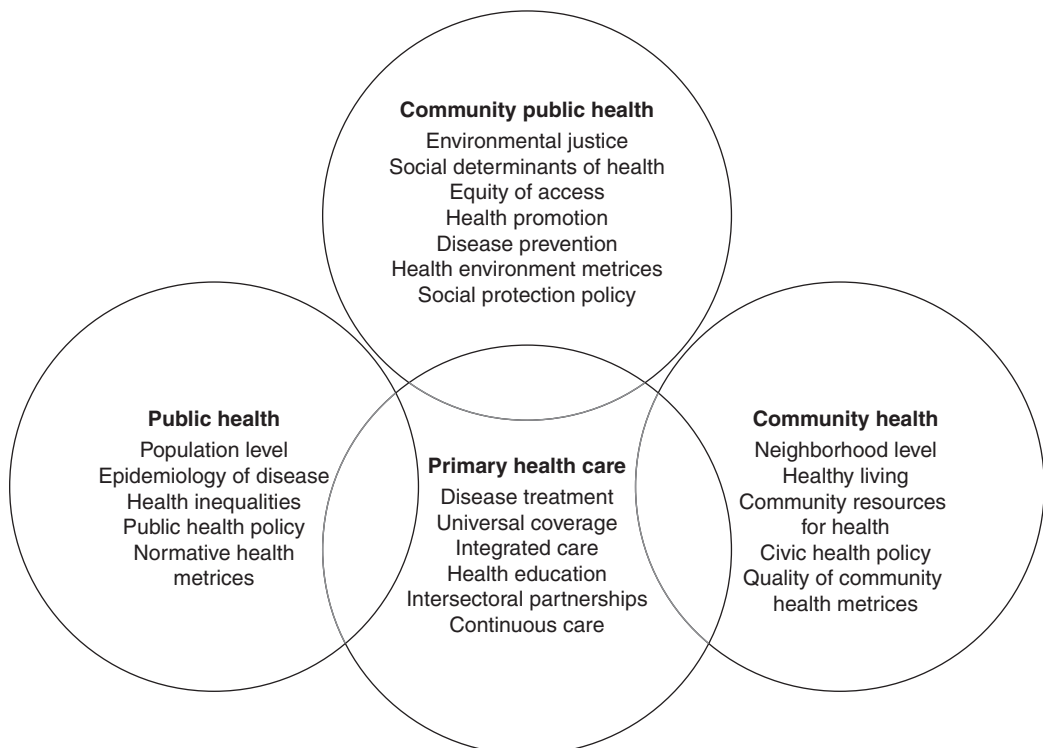 Community public health
Environmental justice
Social determinants of health
Equity of access
Health promotion
Disease prevention
Health environment metrices
Social protection policy
Public health
Population level
Epidemiology of disease
Health inequalities
Public health policy
Normative health
metrices
Primary health care
Disease treatment
Universal coverage
Integrated care
Health education
Intersectoral partnerships
Continuous care
Community health
Neighborhood level
Healthy living
Community resources
for health
Civic health policy
Quality of community
health metrices